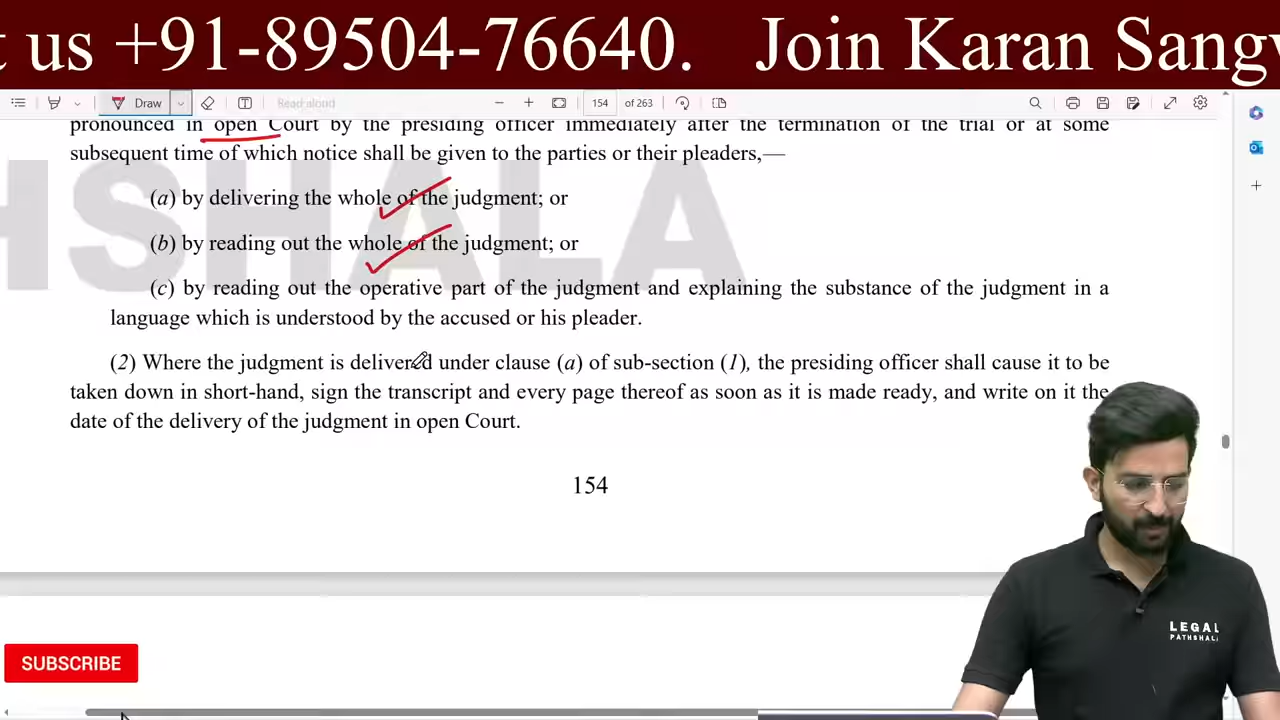 t us +91-89504-76640. Join Karan Sangv
Draw
Read aloud
154 of 263
pronounced in open Court by the presiding officer immediately after the termination of the trial or at some
subsequent time of which notice shall be given to the parties or their pleaders,—
(a) by delivering the whole of the judgment; or
(b) by reading out the whole of the judgment; or
(c) by reading out the operative part of the judgment and explaining the substance of the judgment in a
language which is understood by the accused or his pleader.
(2) Where the judgment is delivered under clause (a) of sub-section (1), the presiding officer shall cause it to be
taken down in short-hand, sign the transcript and every page thereof as soon as it is made ready, and write on it the
date of the delivery of the judgment in open Court.
154
HSHALA
LEGAL
PATHSHALA
SUBSCRIBE